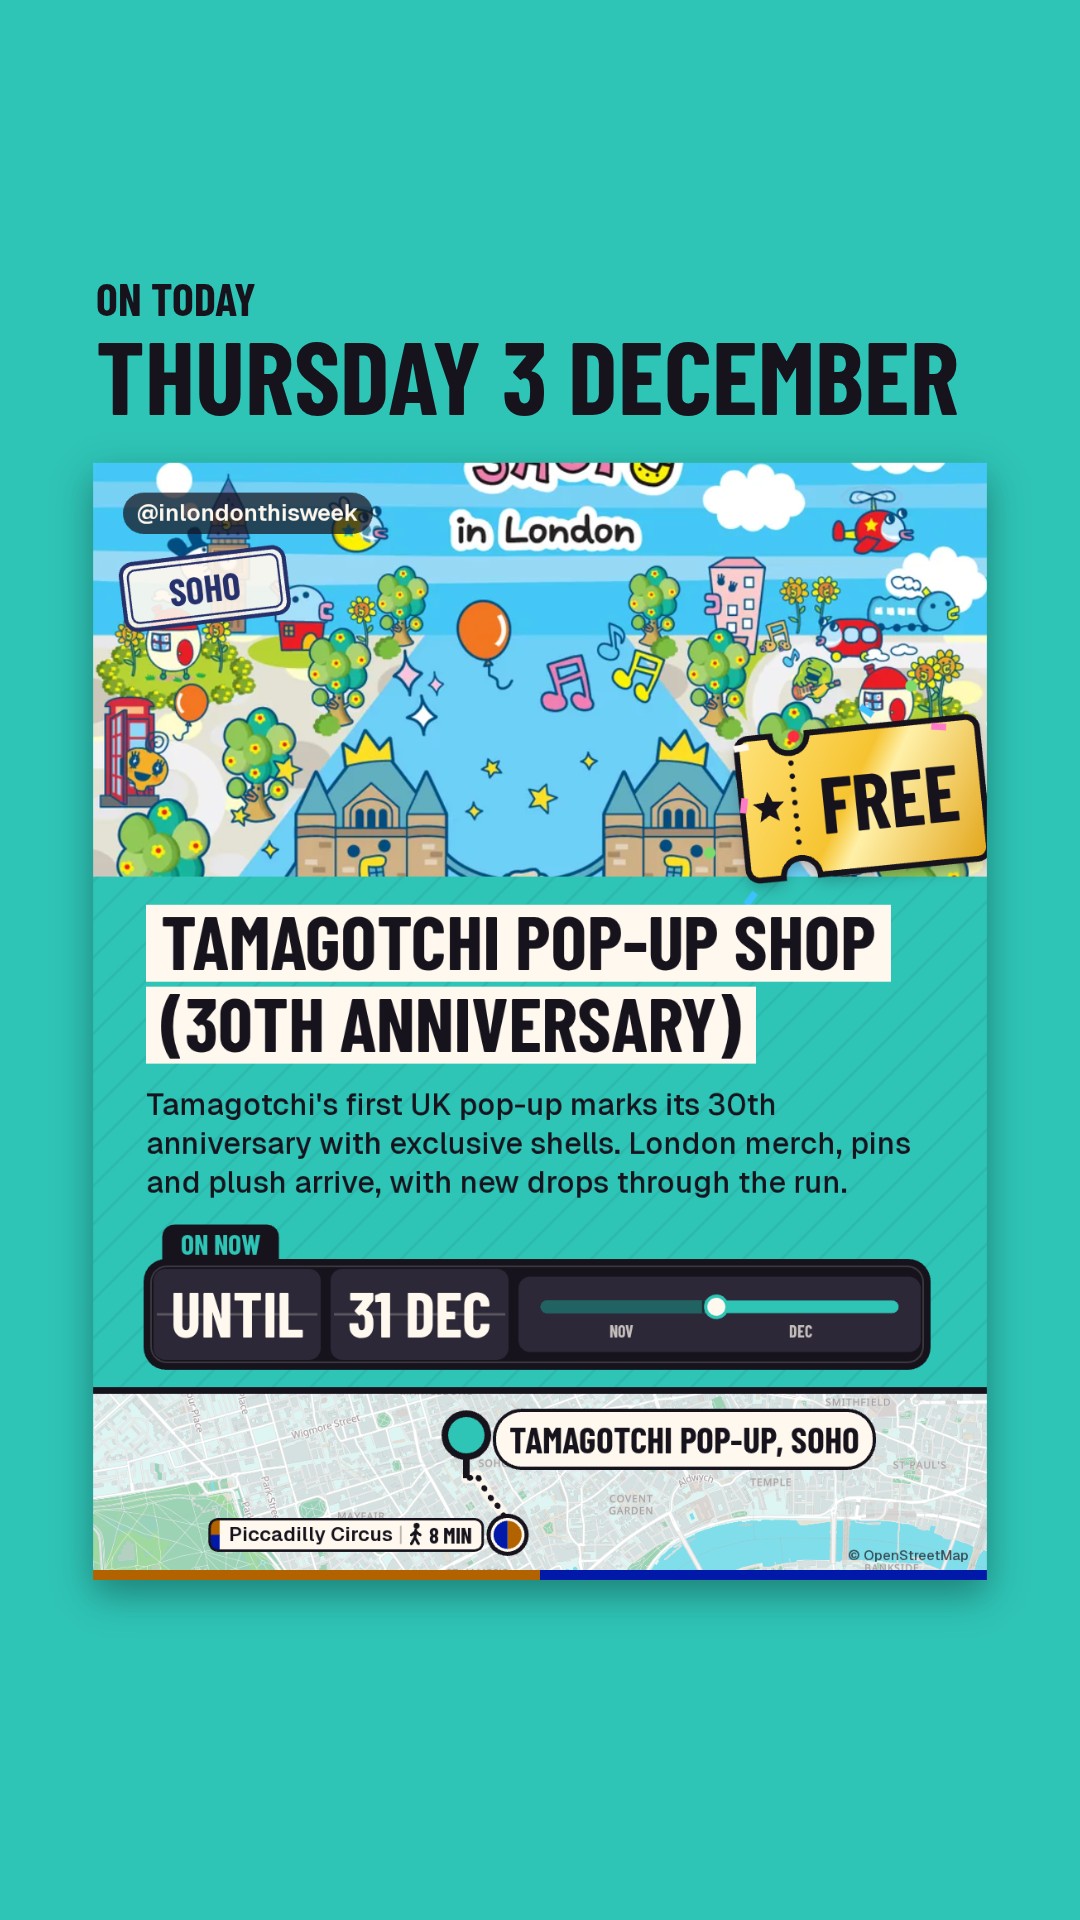 ON TODAY
THURSDAY 3 DECEMBER
@inlondonthisweek
in London
SOHO
FREE
TAMAGOTCHI POP-UP SHOP
(30TH ANNIVERSARY)
Tamagotchi's first UK pop-up marks its 30th
anniversary with exclusive shells. London merch, pins
and plush arrive, with new drops through the run.
ON NOW
UNTIL 31 DEC
NOV DEC
SMITHFIELD
Wigmore Street
TAMAGOTCHI POP-UP, SOHO
ST PAUL'S
Aldwych
TEMPLE
COVENT
GARDEN
MAYFAIR
Piccadilly Circus | 8 MIN
© OpenStreetMap